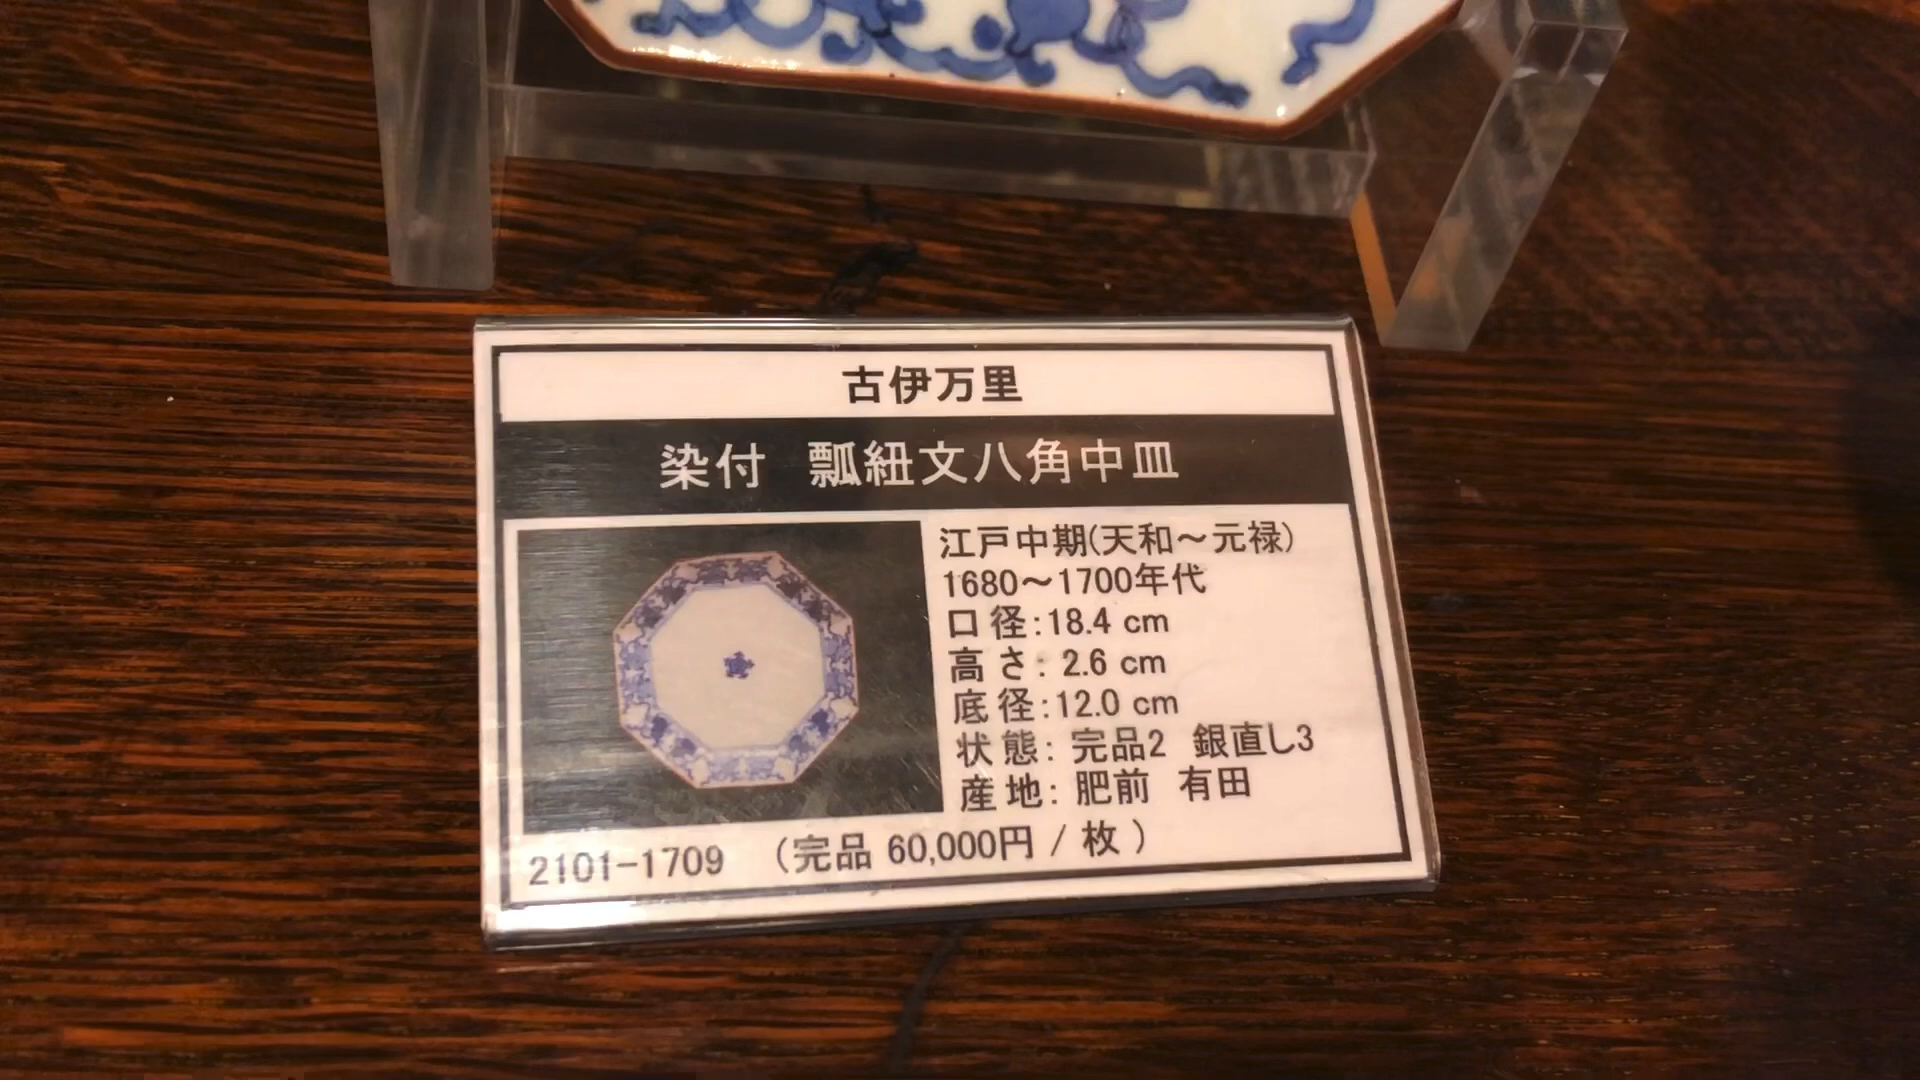 古伊万里
染付　瓢紐文八角中皿
江戸中期(天和～元禄)
1680～1700年代
口 径：18.4 cm
高 さ：2.6 cm
底 径：12.0 cm
状 態：完品2　銀直し3
産 地：肥前　有田
2101-1709　（完品 60,000円 / 枚 ）